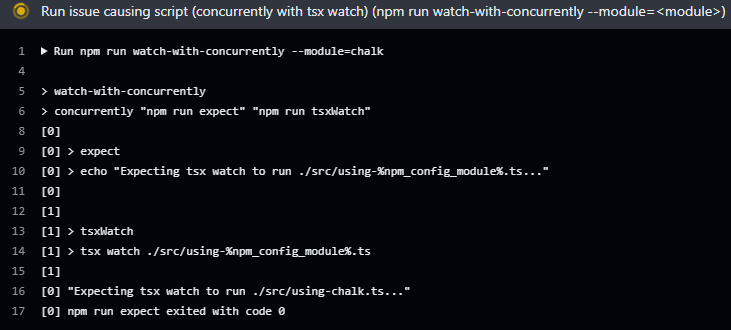 Run issue causing script (concurrently with tsx watch) (npm run watch-with-concurrently --module=<module>)
1 ▶ Run npm run watch-with-concurrently --module=chalk
4
5 > watch-with-concurrently
6 > concurrently "npm run expect" "npm run tsxWatch"
8 [0]
9 [0] > expect
10 [0] > echo "Expecting tsx watch to run ./src/using-%npm_config_module%.ts..."
11 [0]
12 [1]
13 [1] > tsxWatch
14 [1] > tsx watch ./src/using-%npm_config_module%.ts
15 [1]
16 [0] "Expecting tsx watch to run ./src/using-chalk.ts..."
17 [0] npm run expect exited with code 0